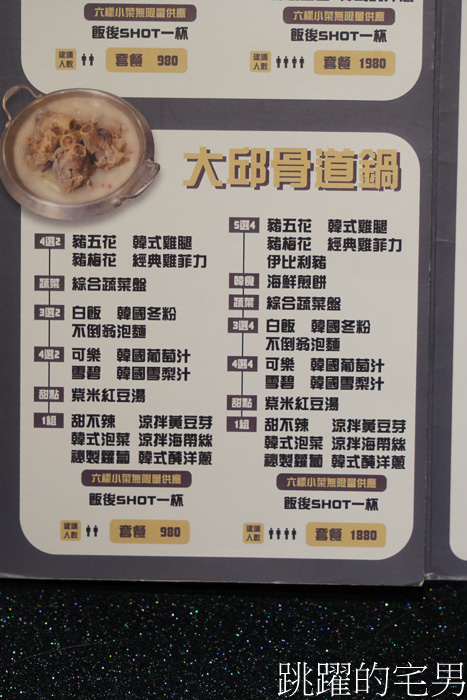 六樣小菜無限量供應
飯後SHOT一杯
建議人數 套餐 980
六樣小菜無限量供應
飯後SHOT一杯
建議人數 套餐 1980
大邱骨道鍋
4選2 豬五花 韓式雞腿
豬梅花 經典雞菲力
蔬菜 綜合蔬菜盤
3選2 白飯 韓國冬粉
不倒翁泡麵
4選2 可樂 韓國葡萄汁
雪碧 韓國雪梨汁
甜點 紫米紅豆湯
1組 甜不辣 涼拌黃豆芽
韓式泡菜 涼拌海帶絲
祕製蘿蔔 韓式醃洋蔥
六樣小菜無限量供應
飯後SHOT一杯
建議人數 套餐 980
5選4 豬五花 韓式雞腿
豬梅花 經典雞菲力
伊比利豬
韓食 海鮮煎餅
蔬菜 綜合蔬菜盤
3選4 白飯 韓國冬粉
不倒翁泡麵
4選4 可樂 韓國葡萄汁
雪碧 韓國雪梨汁
甜點 紫米紅豆湯
1組 甜不辣 涼拌黃豆芽
韓式泡菜 涼拌海帶絲
祕製蘿蔔 韓式醃洋蔥
六樣小菜無限量供應
飯後SHOT一杯
建議人數 套餐 1880
跳躍的宅男